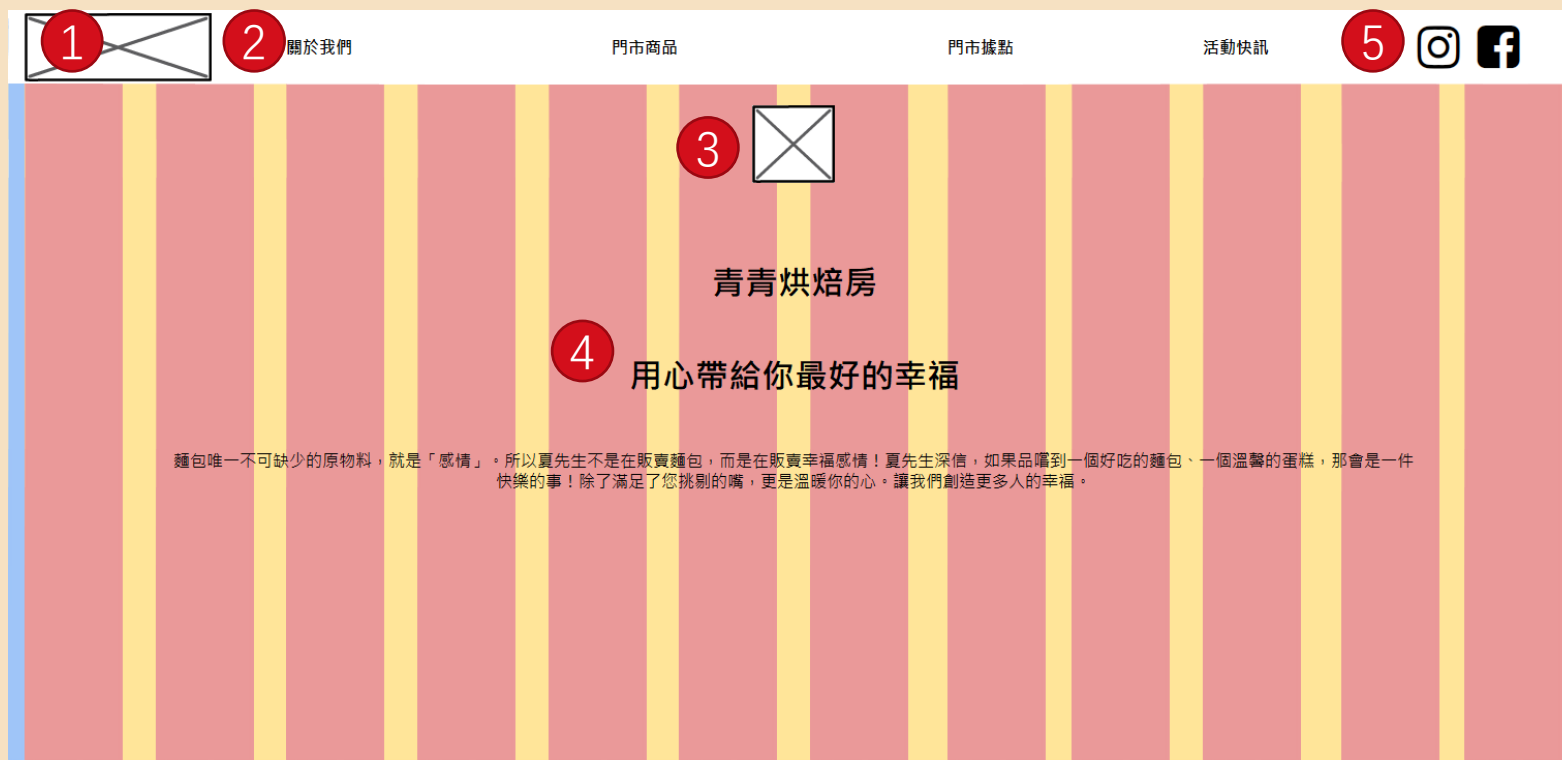 1 2 關於我們 門市商品 門市據點 活動快訊 5
3
青青烘焙房
4 用心帶給你最好的幸福
麵包唯一不可缺少的原物料，就是「感情」。所以夏先生不是在販賣麵包，而是在販賣幸福感情！夏先生深信，如果品嚐到一個好吃的麵包、一個溫馨的蛋糕，那會是一件
快樂的事！除了滿足了您挑剔的嘴，更是溫暖你的心。讓我們創造更多人的幸福。